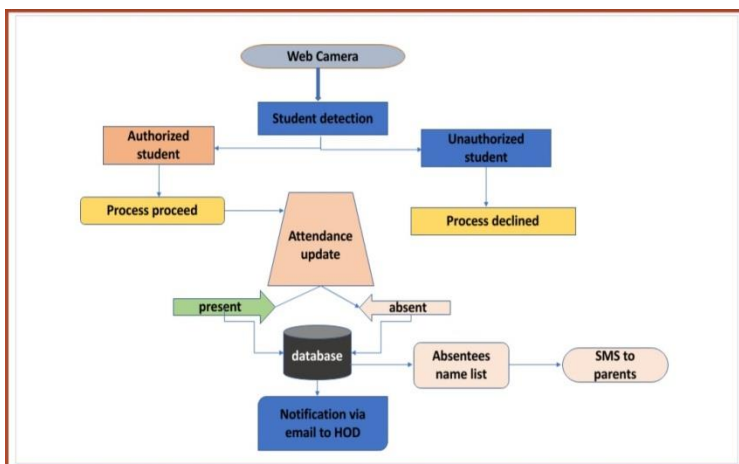 Web Camera
Student detection
Authorized
student
Unauthorized
student
Process proceed
Process declined
Attendance
update
present
absent
database
Absentees
name list
SMS to
parents
Notification via
email to HOD